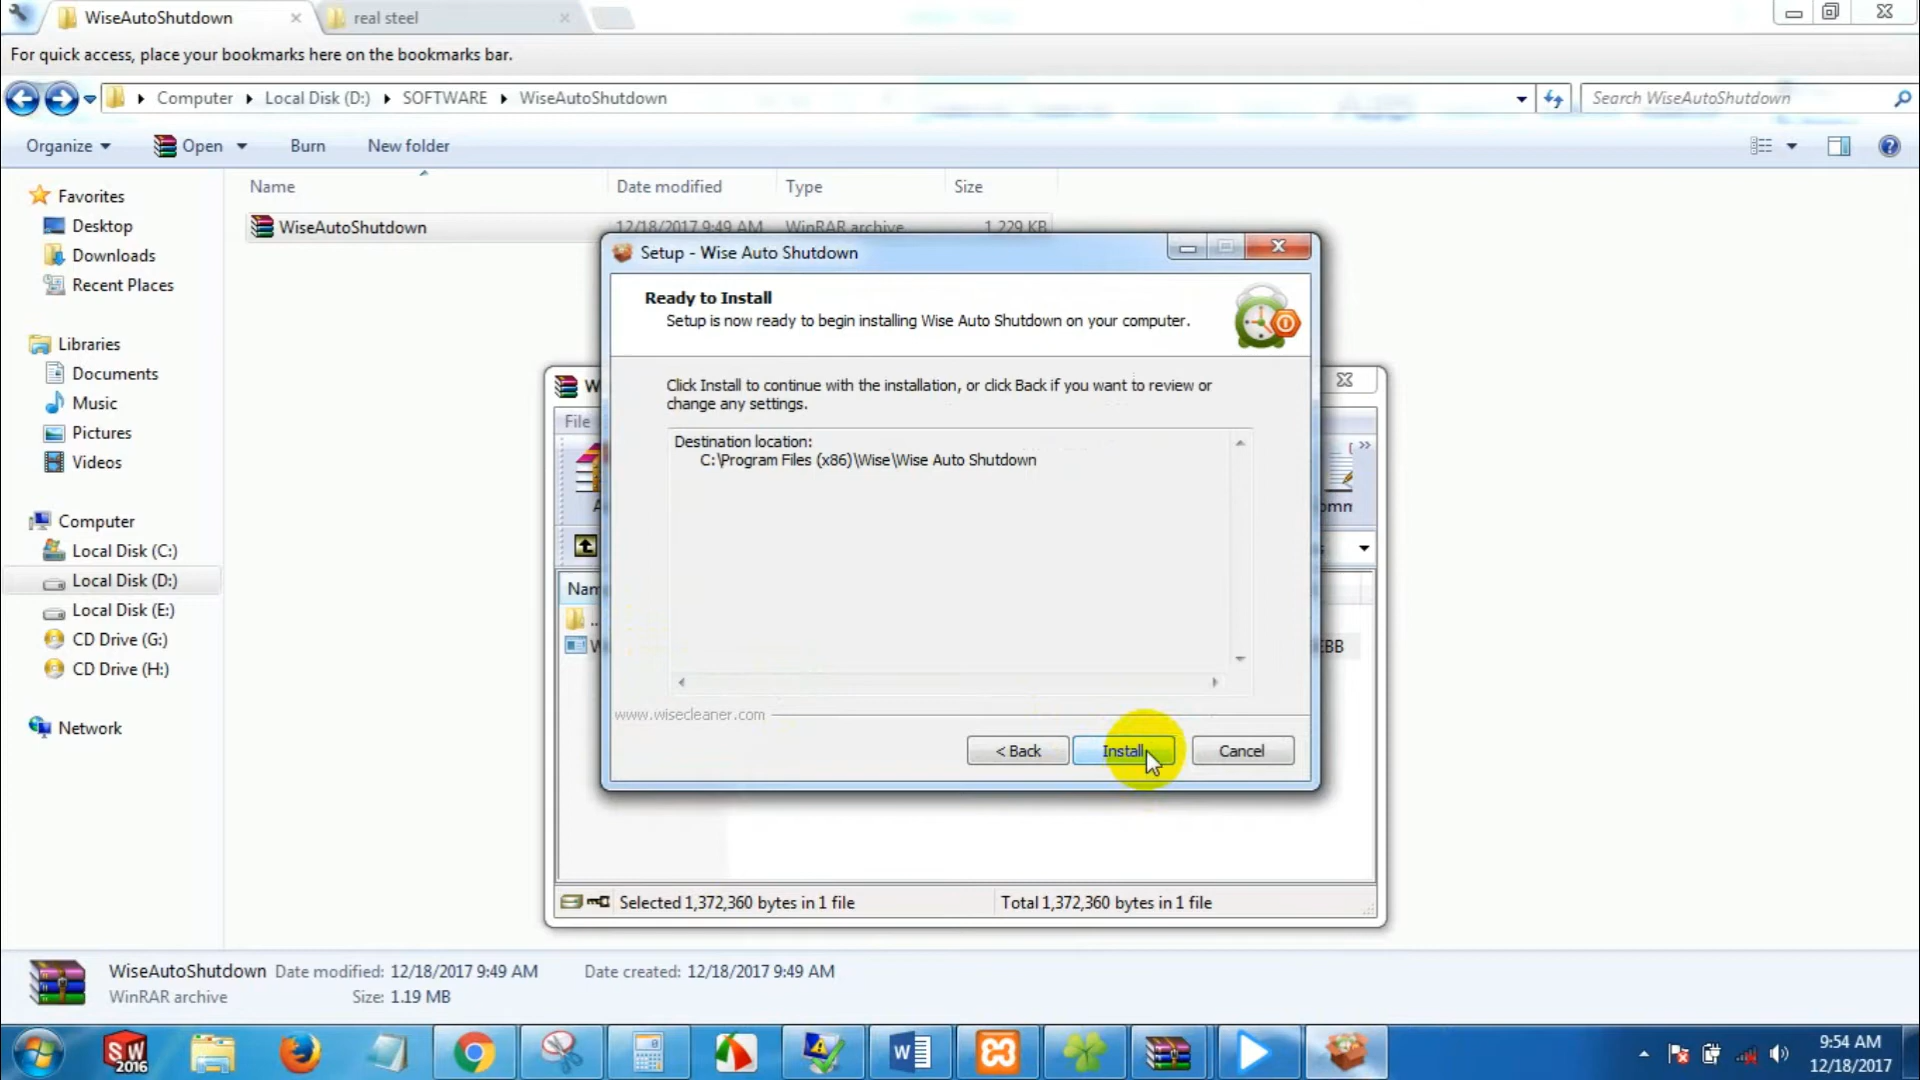 WiseAutoShutdown
real steel
For quick access, place your bookmarks here on the bookmarks bar.
Computer
Local Disk (D:)
SOFTWARE
WiseAutoShutdown
Search WiseAutoShutdown
Organize
Open
Burn
New folder
Name
Date modified
Type
Size
WiseAutoShutdown
12/18/2017 9:49 AM
WinRAR archive
1,229 KB
Favorites
Desktop
Downloads
Recent Places
Libraries
Documents
Music
Pictures
Videos
Computer
Local Disk (C:)
Local Disk (D:)
Local Disk (E:)
CD Drive (G:)
CD Drive (H:)
Network
Setup - Wise Auto Shutdown
Ready to Install
Setup is now ready to begin installing Wise Auto Shutdown on your computer.
Click Install to continue with the installation, or click Back if you want to review or
change any settings.
Destination location:
C:\Program Files (x86)\Wise\Wise Auto Shutdown
www.wisecleaner.com
< Back
Install
Cancel
File
Selected 1,372,360 bytes in 1 file
Total 1,372,360 bytes in 1 file
WiseAutoShutdown
Date modified: 12/18/2017 9:49 AM
Date created: 12/18/2017 9:49 AM
WinRAR archive
Size: 1.19 MB
SW
2016
W
9:54 AM
12/18/2017